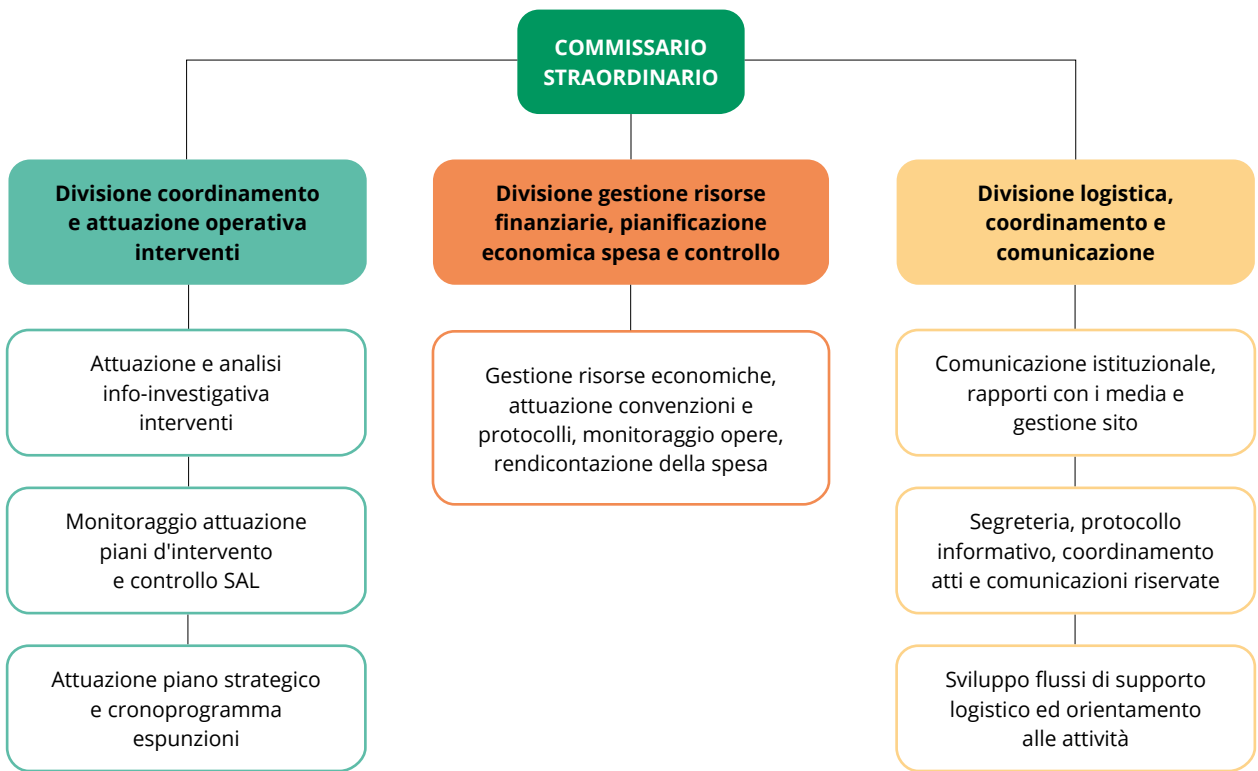 COMMISSARIO
STRAORDINARIO
Divisione coordinamento
e attuazione operativa
interventi
Attuazione e analisi
info-investigativa
interventi
Monitoraggio attuazione
piani d'intervento
e controllo SAL
Attuazione piano strategico
e cronoprogramma
espunzioni
Divisione gestione risorse
finanziarie, pianificazione
economica spesa e controllo
Gestione risorse economiche,
attuazione convenzioni e
protocolli, monitoraggio opere,
rendicontazione della spesa
Divisione logistica,
coordinamento e
comunicazione
Comunicazione istituzionale,
rapporti con i media e
gestione sito
Segreteria, protocollo
informativo, coordinamento
atti e comunicazioni riservate
Sviluppo flussi di supporto
logistico ed orientamento
alle attività